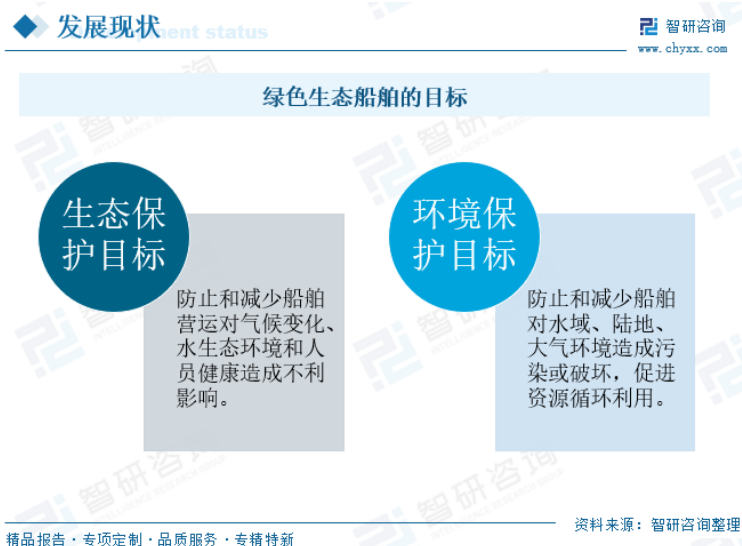 发展现状
ent status
智研咨询
www.chyxx.com
绿色生态船舶的目标
生态保
护目标
防止和减少船舶
营运对气候变化、
水生态环境和人
员健康造成不利
影响。
环境保
护目标
防止和减少船舶
对水域、陆地、
大气环境造成污
染或破坏，促进
资源循环利用。
资料来源：智研咨询整理
精品报告·专项定制·品质服务·专精特新